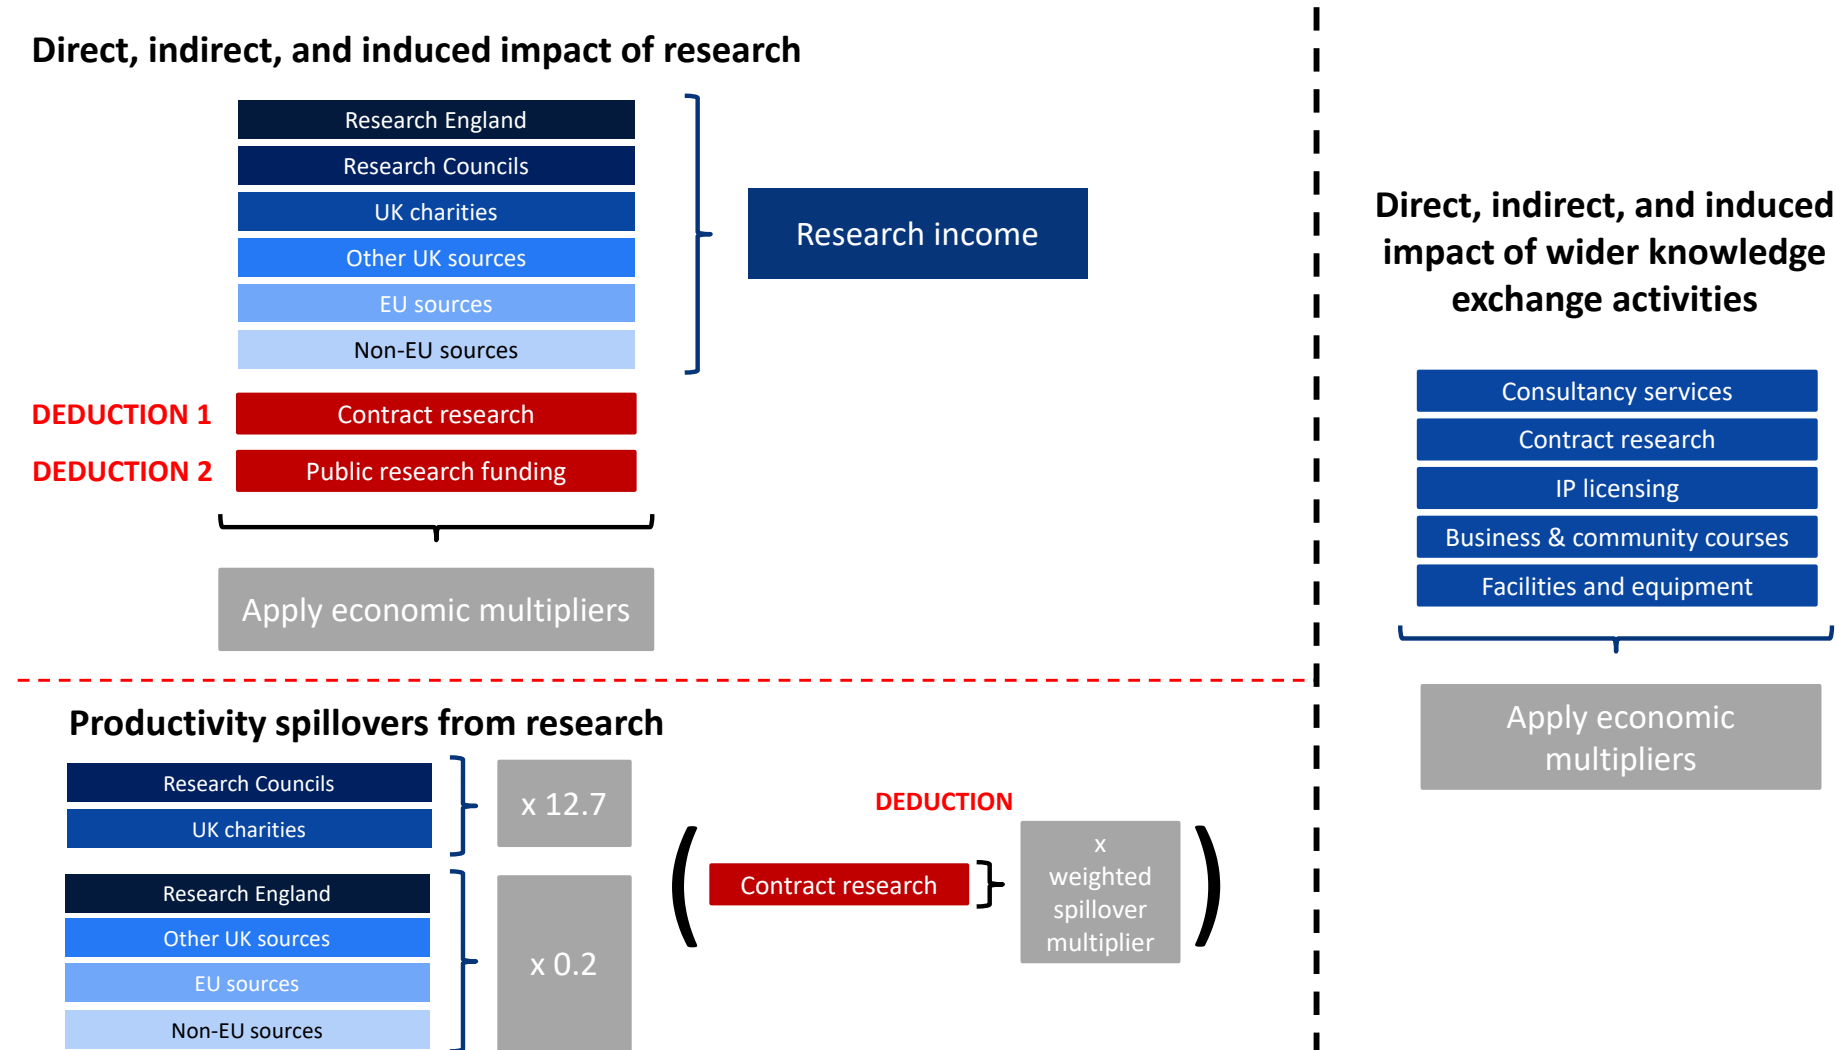 Direct, indirect, and induced impact of research
Research England
Research Councils
UK charities
Other UK sources
EU sources
Non-EU sources
Research income
DEDUCTION 1
Contract research
DEDUCTION 2
Public research funding
Apply economic multipliers
Productivity spillovers from research
Research Councils
UK charities
x 12.7
Research England
Other UK sources
EU sources
Non-EU sources
x 0.2
DEDUCTION
(
Contract research
x
weighted
spillover
multiplier
)
Direct, indirect, and induced
impact of wider knowledge
exchange activities
Consultancy services
Contract research
IP licensing
Business & community courses
Facilities and equipment
Apply economic
multipliers